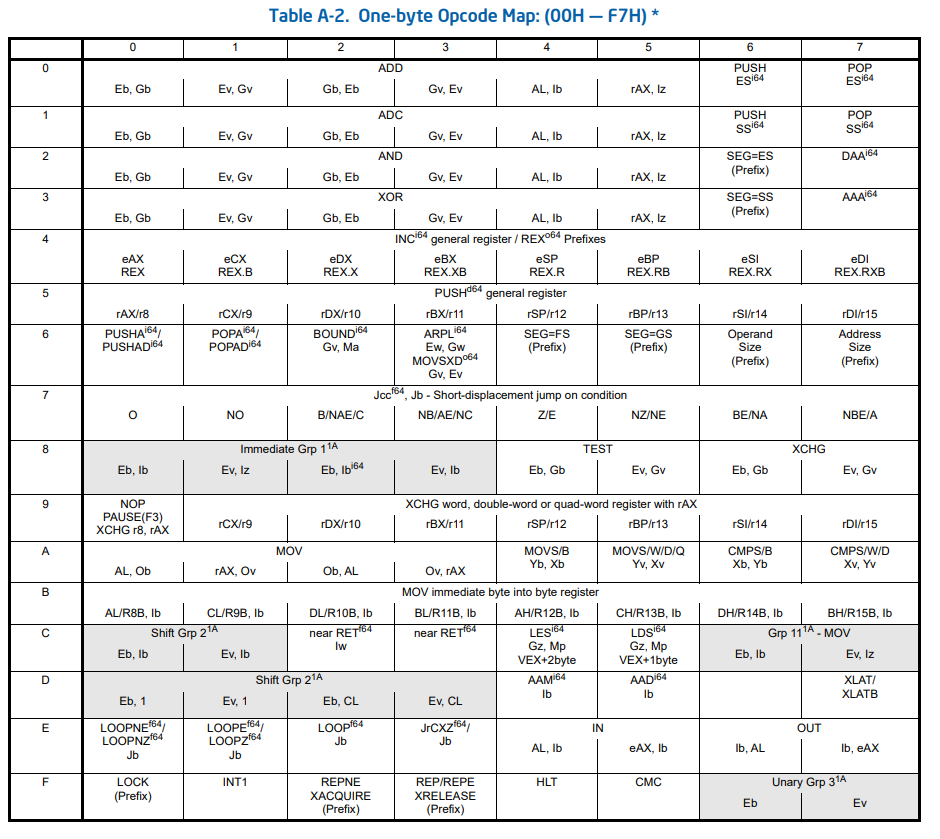 Table A-2. One-byte Opcode Map: (00H — F7H) *
0 1 2 3 4 5 6 7
0 ADD PUSH ES^i64 POP ES^i64
Eb, Gb Ev, Gv Gb, Eb Gv, Ev AL, Ib rAX, Iz
1 ADC PUSH SS^i64 POP SS^i64
Eb, Gb Ev, Gv Gb, Eb Gv, Ev AL, Ib rAX, Iz
2 AND SEG=ES (Prefix) DAA^i64
Eb, Gb Ev, Gv Gb, Eb Gv, Ev AL, Ib rAX, Iz
3 XOR SEG=SS (Prefix) AAA^i64
Eb, Gb Ev, Gv Gb, Eb Gv, Ev AL, Ib rAX, Iz
4 INC^i64 general register / REX^o64 Prefixes
eAX eCX eDX eBX eSP eBP eSI eDI
REX REX.B REX.X REX.XB REX.R REX.RB REX.RX REX.RXB
5 PUSH^d64 general register
rAX/r8 rCX/r9 rDX/r10 rBX/r11 rSP/r12 rBP/r13 rSI/r14 rDI/r15
6 PUSHA^i64/ POPA^i64/ BOUND^i64 ARPL^i64 SEG=FS SEG=GS Operand Address
PUSHAD^i64 POPAD^i64 Gv, Ma Ew, Gw (Prefix) (Prefix) Size Size
MOVSXD^o64 (Prefix) (Prefix)
Gv, Ev
7 Jcc^f64, Jb - Short-displacement jump on condition
O NO B/NAE/C NB/AE/NC Z/E NZ/NE BE/NA NBE/A
8 Immediate Grp 1^1A TEST XCHG
Eb, Ib Ev, Iz Eb, Ib^i64 Ev, Ib Eb, Gb Ev, Gv Eb, Gb Ev, Gv
9 NOP XCHG word, double-word or quad-word register with rAX
PAUSE(F3)
XCHG r8, rAX rCX/r9 rDX/r10 rBX/r11 rSP/r12 rBP/r13 rSI/r14 rDI/r15
A MOV MOVS/B MOVS/W/D/Q CMPS/B CMPS/W/D
AL, Ob rAX, Ov Ob, AL Ov, rAX Yb, Xb Yv, Xv Xb, Yb Xv, Yv
B MOV immediate byte into byte register
AL/R8B, Ib CL/R9B, Ib DL/R10B, Ib BL/R11B, Ib AH/R12B, Ib CH/R13B, Ib DH/R14B, Ib BH/R15B, Ib
C Shift Grp 2^1A near RET^f64 near RET^f64 LES^i64 LDS^i64 Grp 11^1A - MOV
Eb, Ib Ev, Ib Iw Gz, Mp Gz, Mp Eb, Ib Ev, Iz
VEX+2byte VEX+1byte
D Shift Grp 2^1A AAM^i64 AAD^i64 XLAT/
Eb, 1 Ev, 1 Eb, CL Ev, CL Ib Ib XLATB
E LOOPNE^f64/ LOOPE^f64/ LOOP^f64 JrCXZ^f64/ IN OUT
LOOPNZ^f64 LOOPZ^f64 Jb Jb AL, Ib eAX, Ib Ib, AL Ib, eAX
Jb Jb
F LOCK INT1 REPNE REP/REPE HLT CMC Unary Grp 3^1A
(Prefix) XACQUIRE XRELEASE Eb Ev
(Prefix) (Prefix)